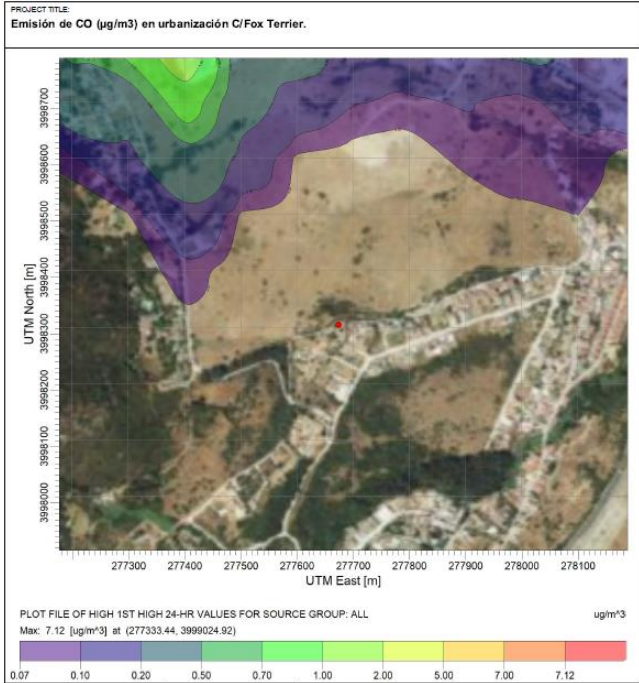 PROJECT TITLE:
Emisión de CO (µg/m3) en urbanización C/Fox Terrier.
UTM North [m]
3998700
3998600
3998500
3998400
3998300
3998200
3998100
3998000
277300 277400 277500 277600 277700 277800 277900 278000 278100
UTM East [m]
PLOT FILE OF HIGH 1ST HIGH 24-HR VALUES FOR SOURCE GROUP: ALL ug/m^3
Max: 7.12 [ug/m^3] at (277333.44, 3999024.92)
0.07 0.10 0.20 0.50 0.70 1.00 2.00 5.00 7.00 7.12